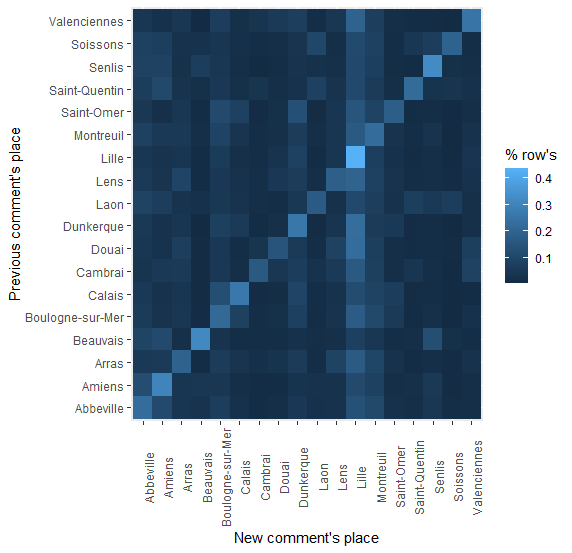 Previous comment's place
Valenciennes
Soissons
Senlis
Saint-Quentin
Saint-Omer
Montreuil
Lille
Lens
Laon
Dunkerque
Douai
Cambrai
Calais
Boulogne-sur-Mer
Beauvais
Arras
Amiens
Abbeville
% row's
0.4
0.3
0.2
0.1
Abbeville
Amiens
Arras
Beauvais
Boulogne-sur-Mer
Calais
Cambrai
Douai
Dunkerque
Laon
Lens
Lille
Montreuil
Saint-Omer
Saint-Quentin
Senlis
Soissons
Valenciennes
New comment's place